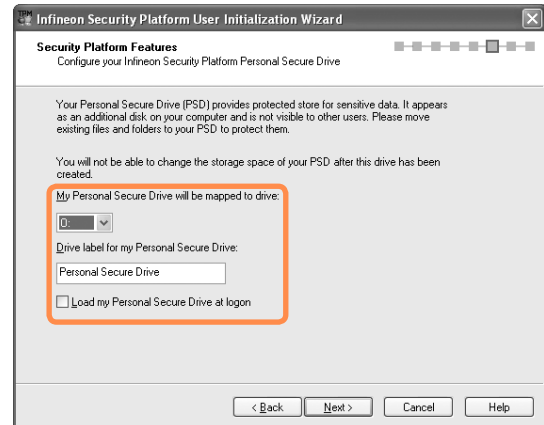 TPM
Infineon Security Platform User Initialization Wizard
Security Platform Features
Configure your Infineon Security Platform Personal Secure Drive
Your Personal Secure Drive (PSD) provides protected store for sensitive data. It appears
as an additional disk on your computer and is not visible to other users. Please move
existing files and folders to your PSD to protect them.
You will not be able to change the storage space of your PSD after this drive has been
created.
My Personal Secure Drive will be mapped to drive:
O:
Drive label for my Personal Secure Drive:
Personal Secure Drive
Load my Personal Secure Drive at logon
< Back
Next >
Cancel
Help